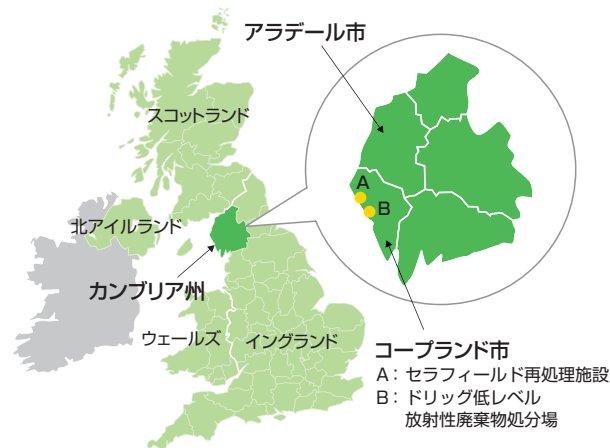 アラデール市
スコットランド
A
B
北アイルランド
カンブリア州
ウェールズ
イングランド
コープランド市
A：セラフィールド再処理施設
B：ドリッグ低レベル
放射性廃棄物処分場